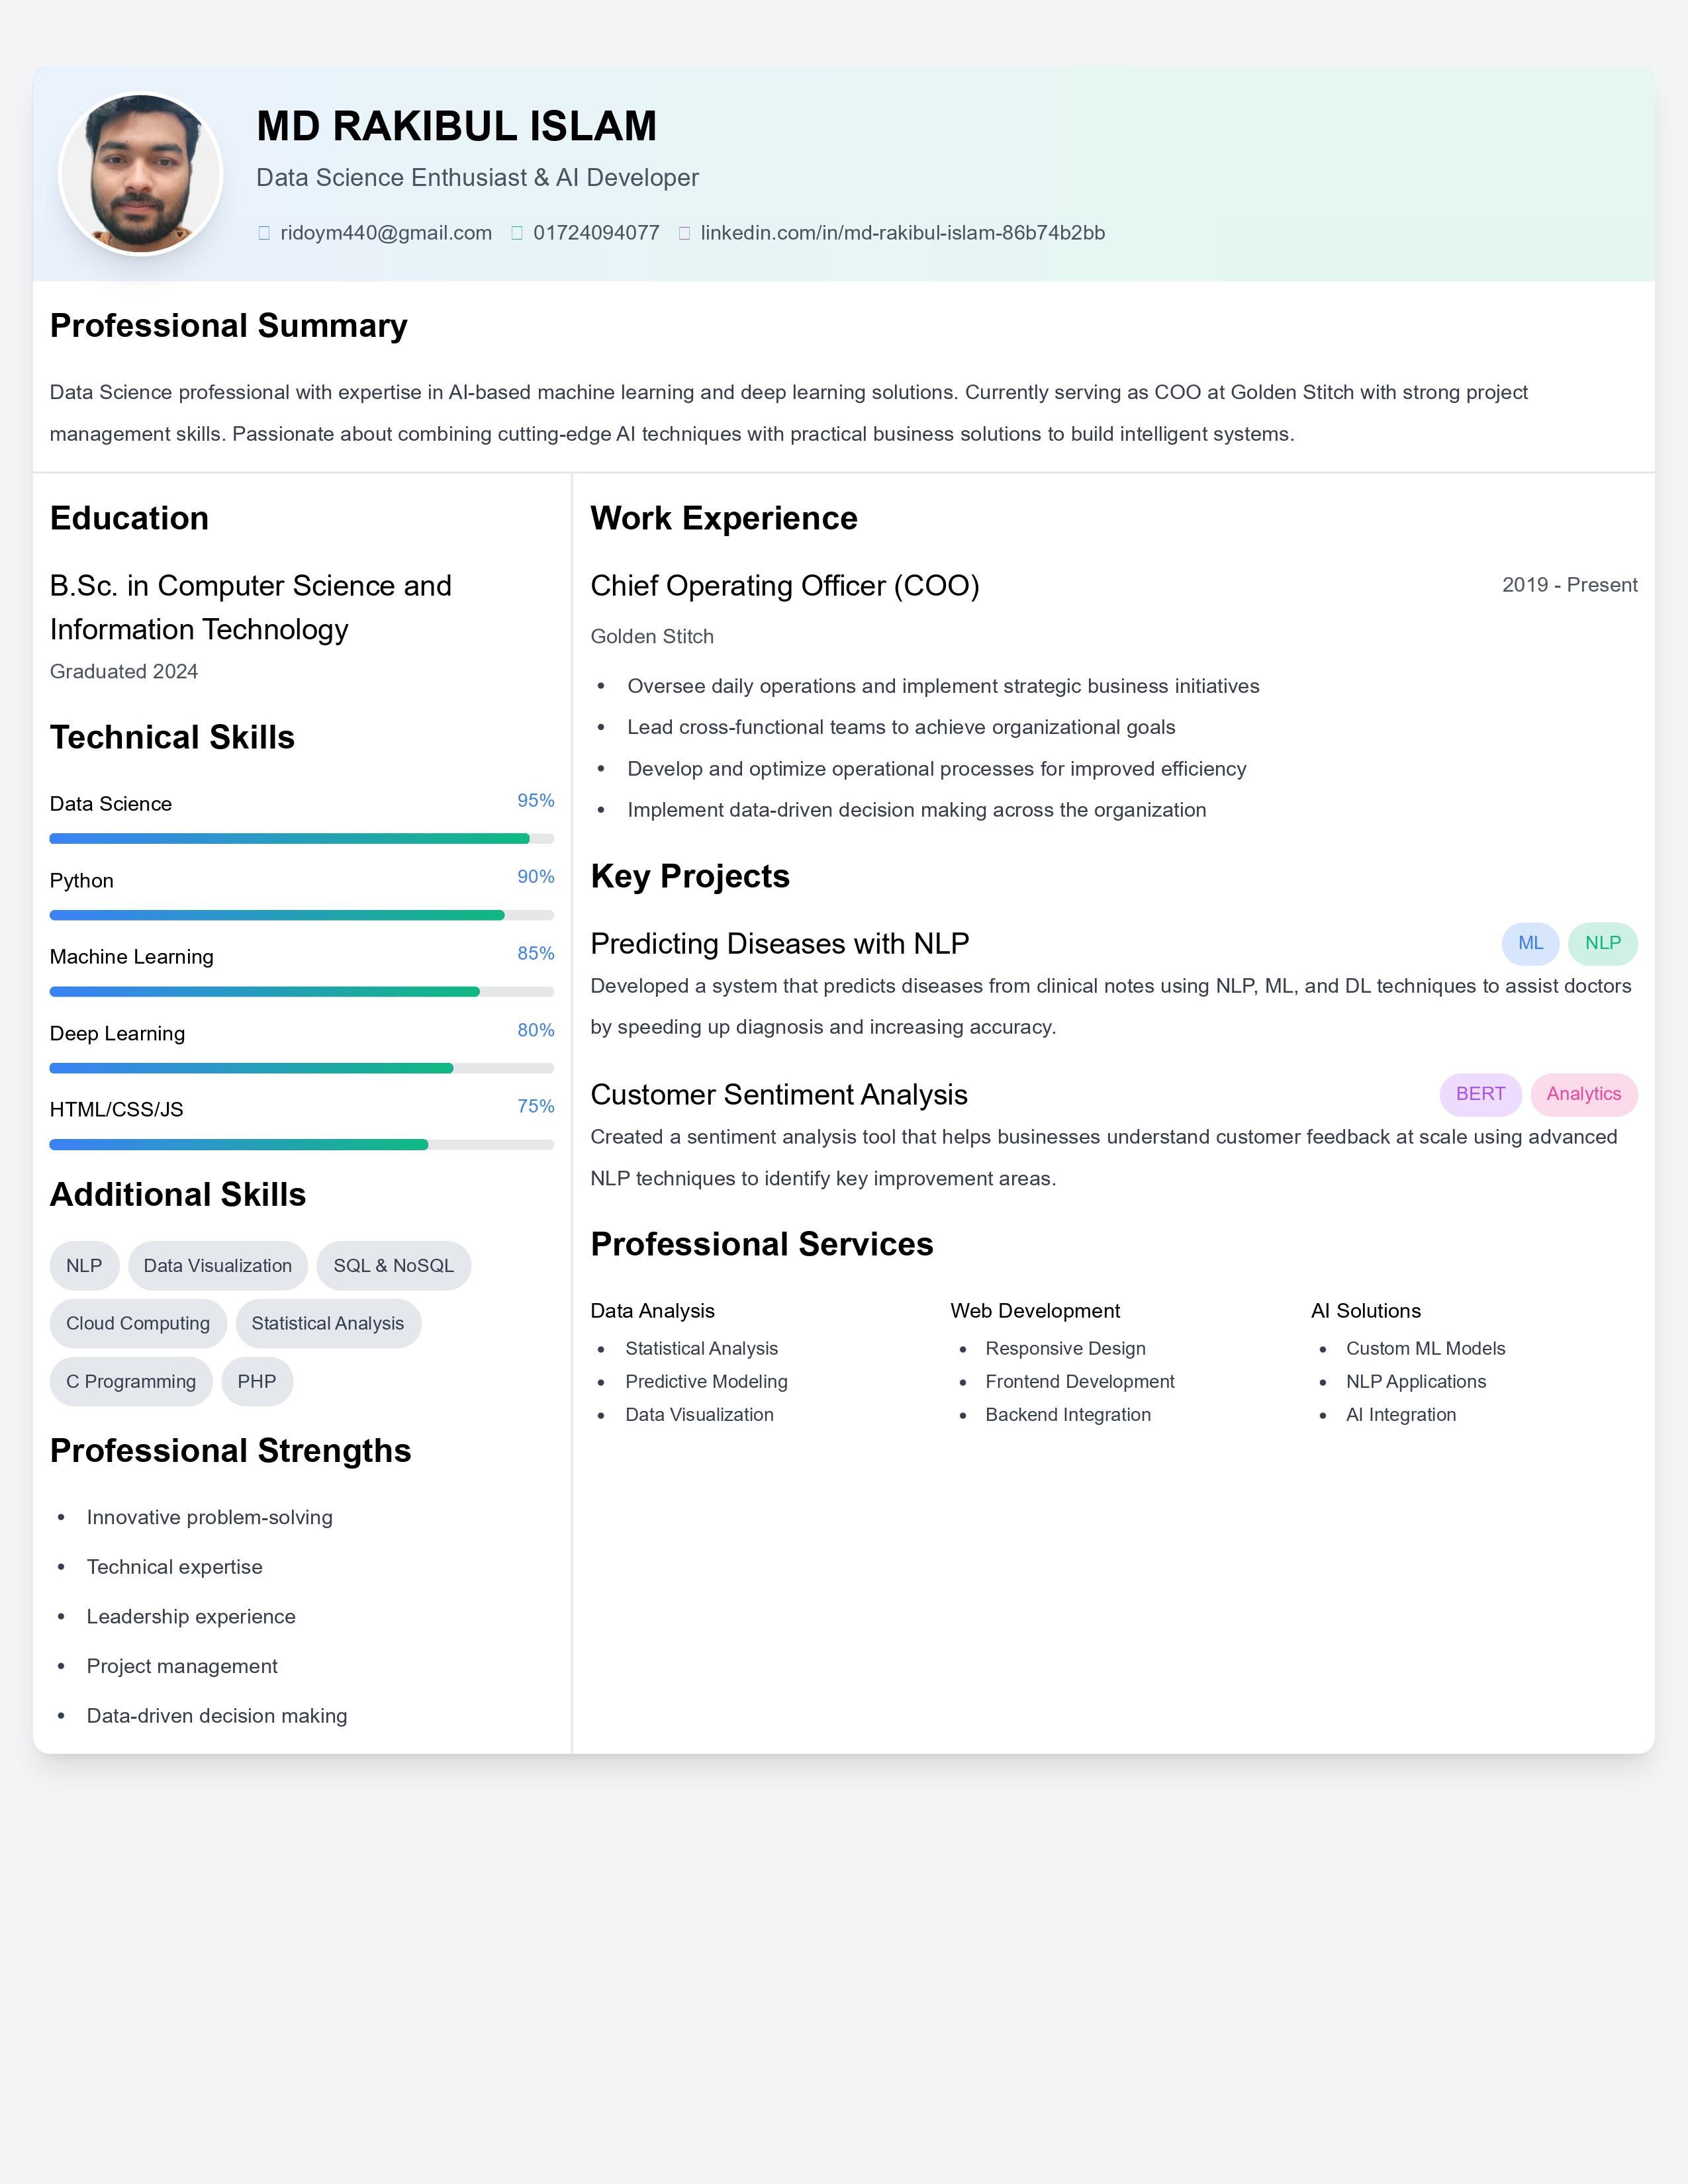 MD RAKIBUL ISLAM
Data Science Enthusiast & AI Developer
ridoym440@gmail.com 01724094077 linkedin.com/in/md-rakibul-islam-86b74b2bb
Professional Summary
Data Science professional with expertise in AI-based machine learning and deep learning solutions. Currently serving as COO at Golden Stitch with strong project
management skills. Passionate about combining cutting-edge AI techniques with practical business solutions to build intelligent systems.
Education
B.Sc. in Computer Science and
Information Technology
Graduated 2024
Technical Skills
Data Science 95%
Python 90%
Machine Learning 85%
Deep Learning 80%
HTML/CSS/JS 75%
Additional Skills
NLP Data Visualization SQL & NoSQL
Cloud Computing Statistical Analysis
C Programming PHP
Professional Strengths
• Innovative problem-solving
• Technical expertise
• Leadership experience
• Project management
• Data-driven decision making
Work Experience
Chief Operating Officer (COO) 2019 - Present
Golden Stitch
• Oversee daily operations and implement strategic business initiatives
• Lead cross-functional teams to achieve organizational goals
• Develop and optimize operational processes for improved efficiency
• Implement data-driven decision making across the organization
Key Projects
Predicting Diseases with NLP ML NLP
Developed a system that predicts diseases from clinical notes using NLP, ML, and DL techniques to assist doctors
by speeding up diagnosis and increasing accuracy.
Customer Sentiment Analysis BERT Analytics
Created a sentiment analysis tool that helps businesses understand customer feedback at scale using advanced
NLP techniques to identify key improvement areas.
Professional Services
Data Analysis
• Statistical Analysis
• Predictive Modeling
• Data Visualization
Web Development
• Responsive Design
• Frontend Development
• Backend Integration
AI Solutions
• Custom ML Models
• NLP Applications
• AI Integration